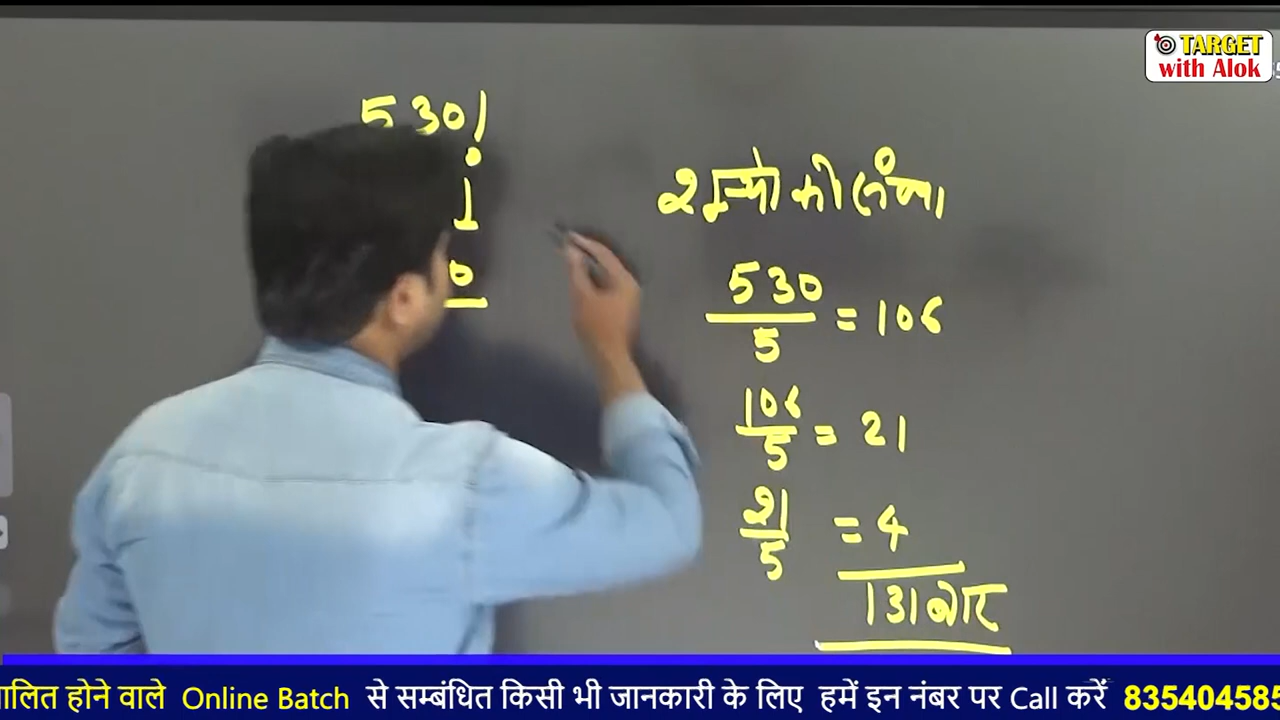 TARGET
with Alok
530!
1
0
शून्यो की संख्या
530/5 = 106
106/5 = 21
21/5 = 4
131 बार
ालित होने वाले Online Batch से सम्बंधित किसी भी जानकारी के लिए हमें इन नंबर पर Call करें 835404585